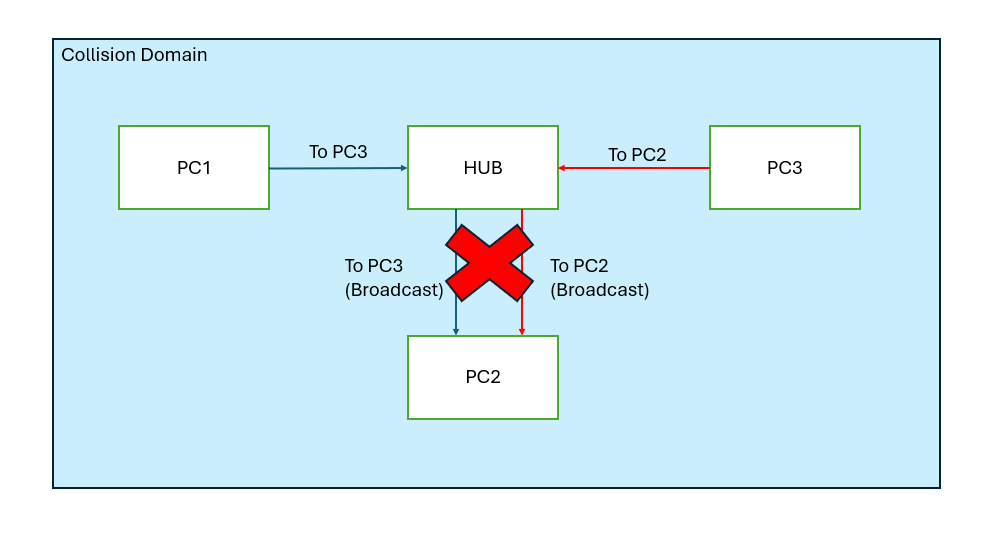 Collision Domain
PC1
To PC3
HUB
To PC2
PC3
To PC3
(Broadcast)
To PC2
(Broadcast)
PC2